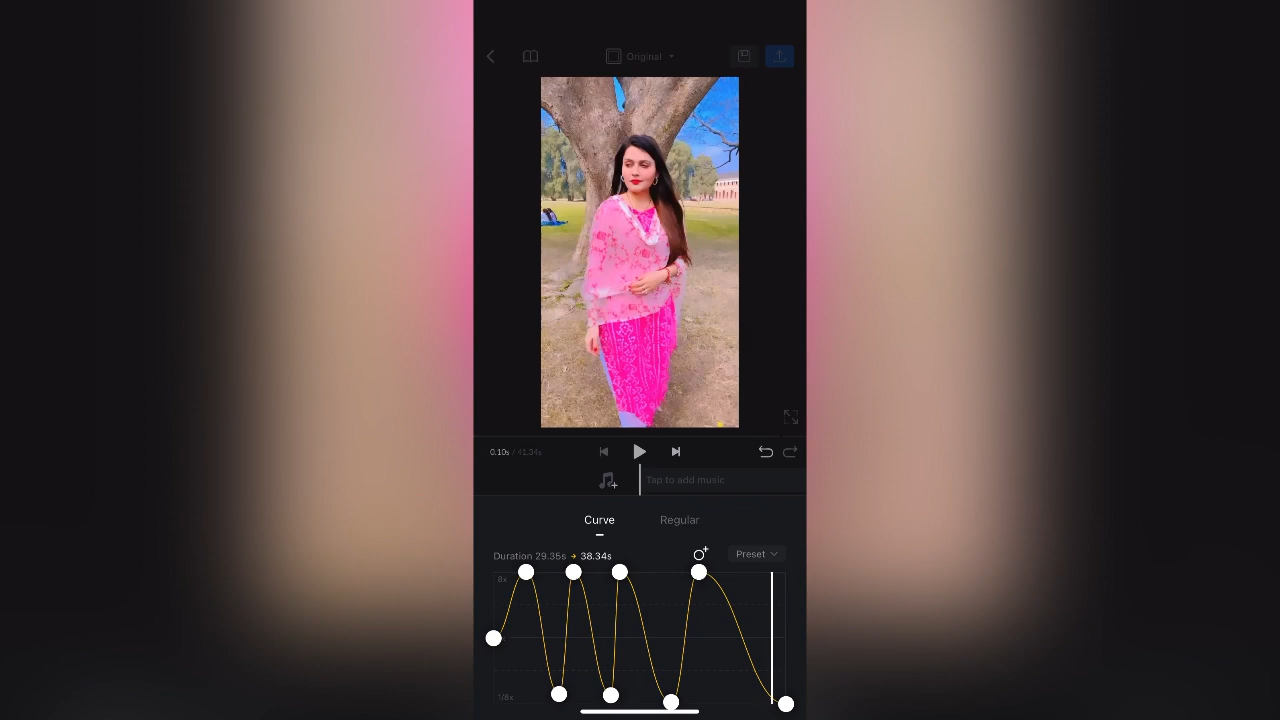 Original
0.10s / 41.34s
Tap to add music
Curve Regular
Duration 29.35s → 38.34s
Preset
8x
1/8x